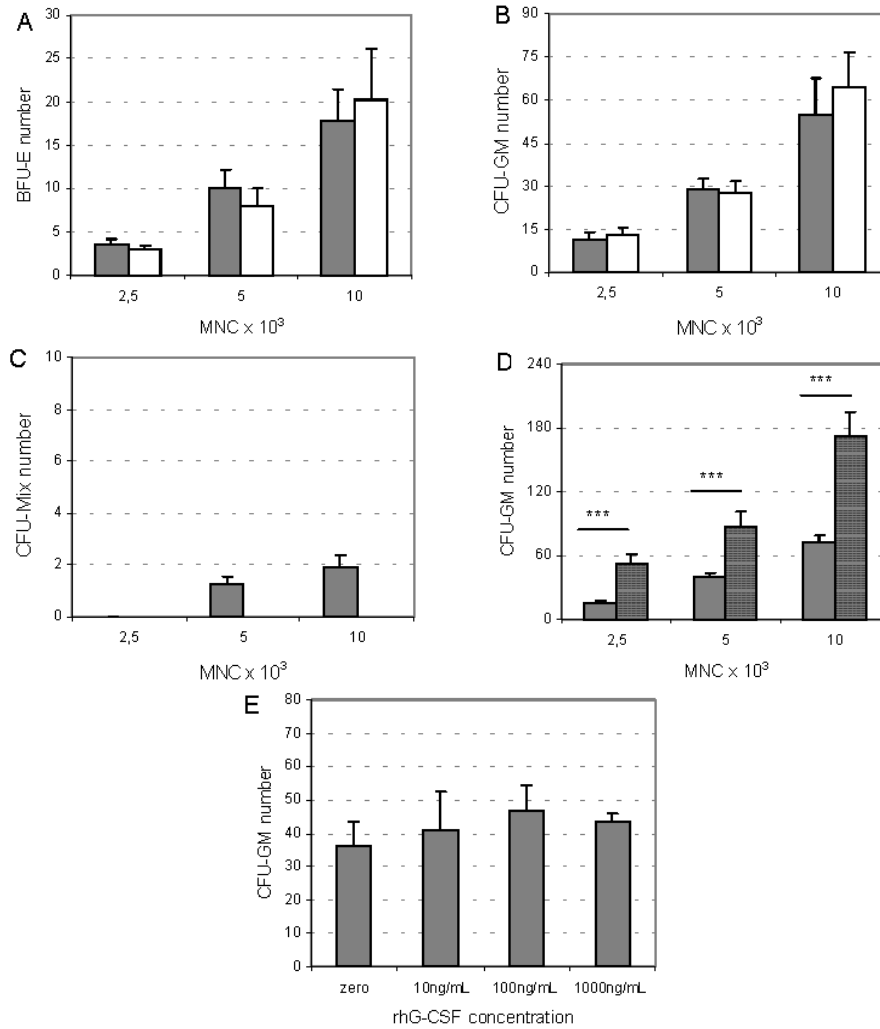 A
BFU-E number
30
25
20
15
10
5
0
2,5 5 10
MNC x 10³
B
CFU-GM number
90
75
60
45
30
15
0
2,5 5 10
MNC x 10³
C
CFU-Mix number
10
8
6
4
2
0
2,5 5 10
MNC x 10³
D
CFU-GM number
240
180
120
60
0
***
***
***
2,5 5 10
MNC x 10³
E
CFU-GM number
80
70
60
50
40
30
20
10
0
zero 10ng/mL 100ng/mL 1000ng/mL
rhG-CSF concentration